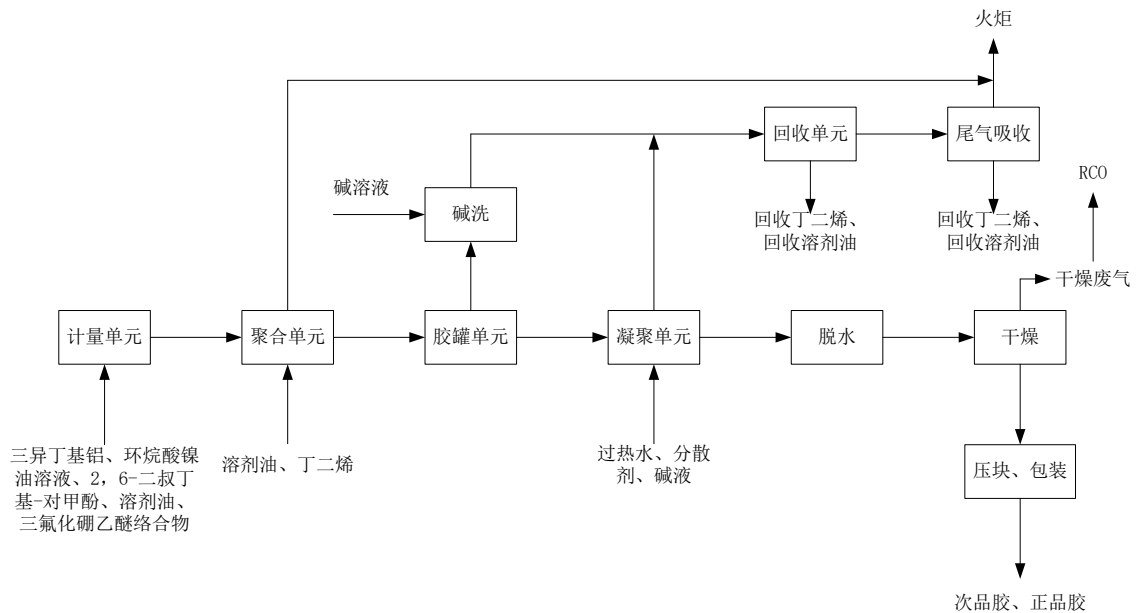 火炬
回收单元
尾气吸收
RCO
碱溶液
碱洗
回收丁二烯、
回收溶剂油
回收丁二烯、
回收溶剂油
干燥废气
计量单元
聚合单元
胶罐单元
凝聚单元
脱水
干燥
三异丁基铝、环烷酸镍
油溶液、2，6-二叔丁
基-对甲酚、溶剂油、
三氟化硼乙醚络合物
溶剂油、丁二烯
过热水、分散
剂、碱液
压块、包装
次品胶、正品胶